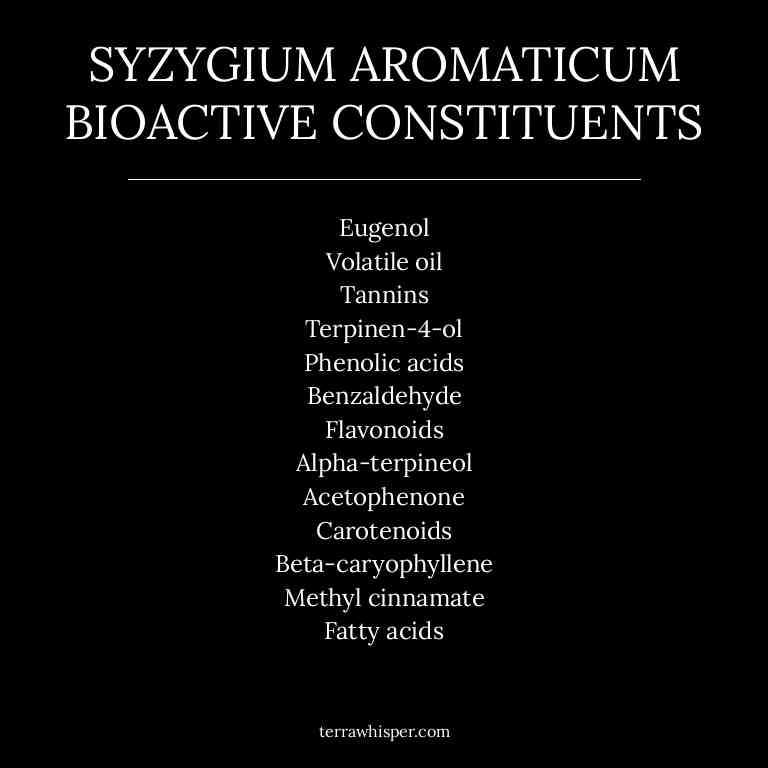 SYZYGIUM AROMATICUM
BIOACTIVE CONSTITUENTS
Eugenol
Volatile oil
Tannins
Terpinen-4-ol
Phenolic acids
Benzaldehyde
Flavonoids
Alpha-terpineol
Acetophenone
Carotenoids
Beta-caryophyllene
Methyl cinnamate
Fatty acids
terrawhisper.com